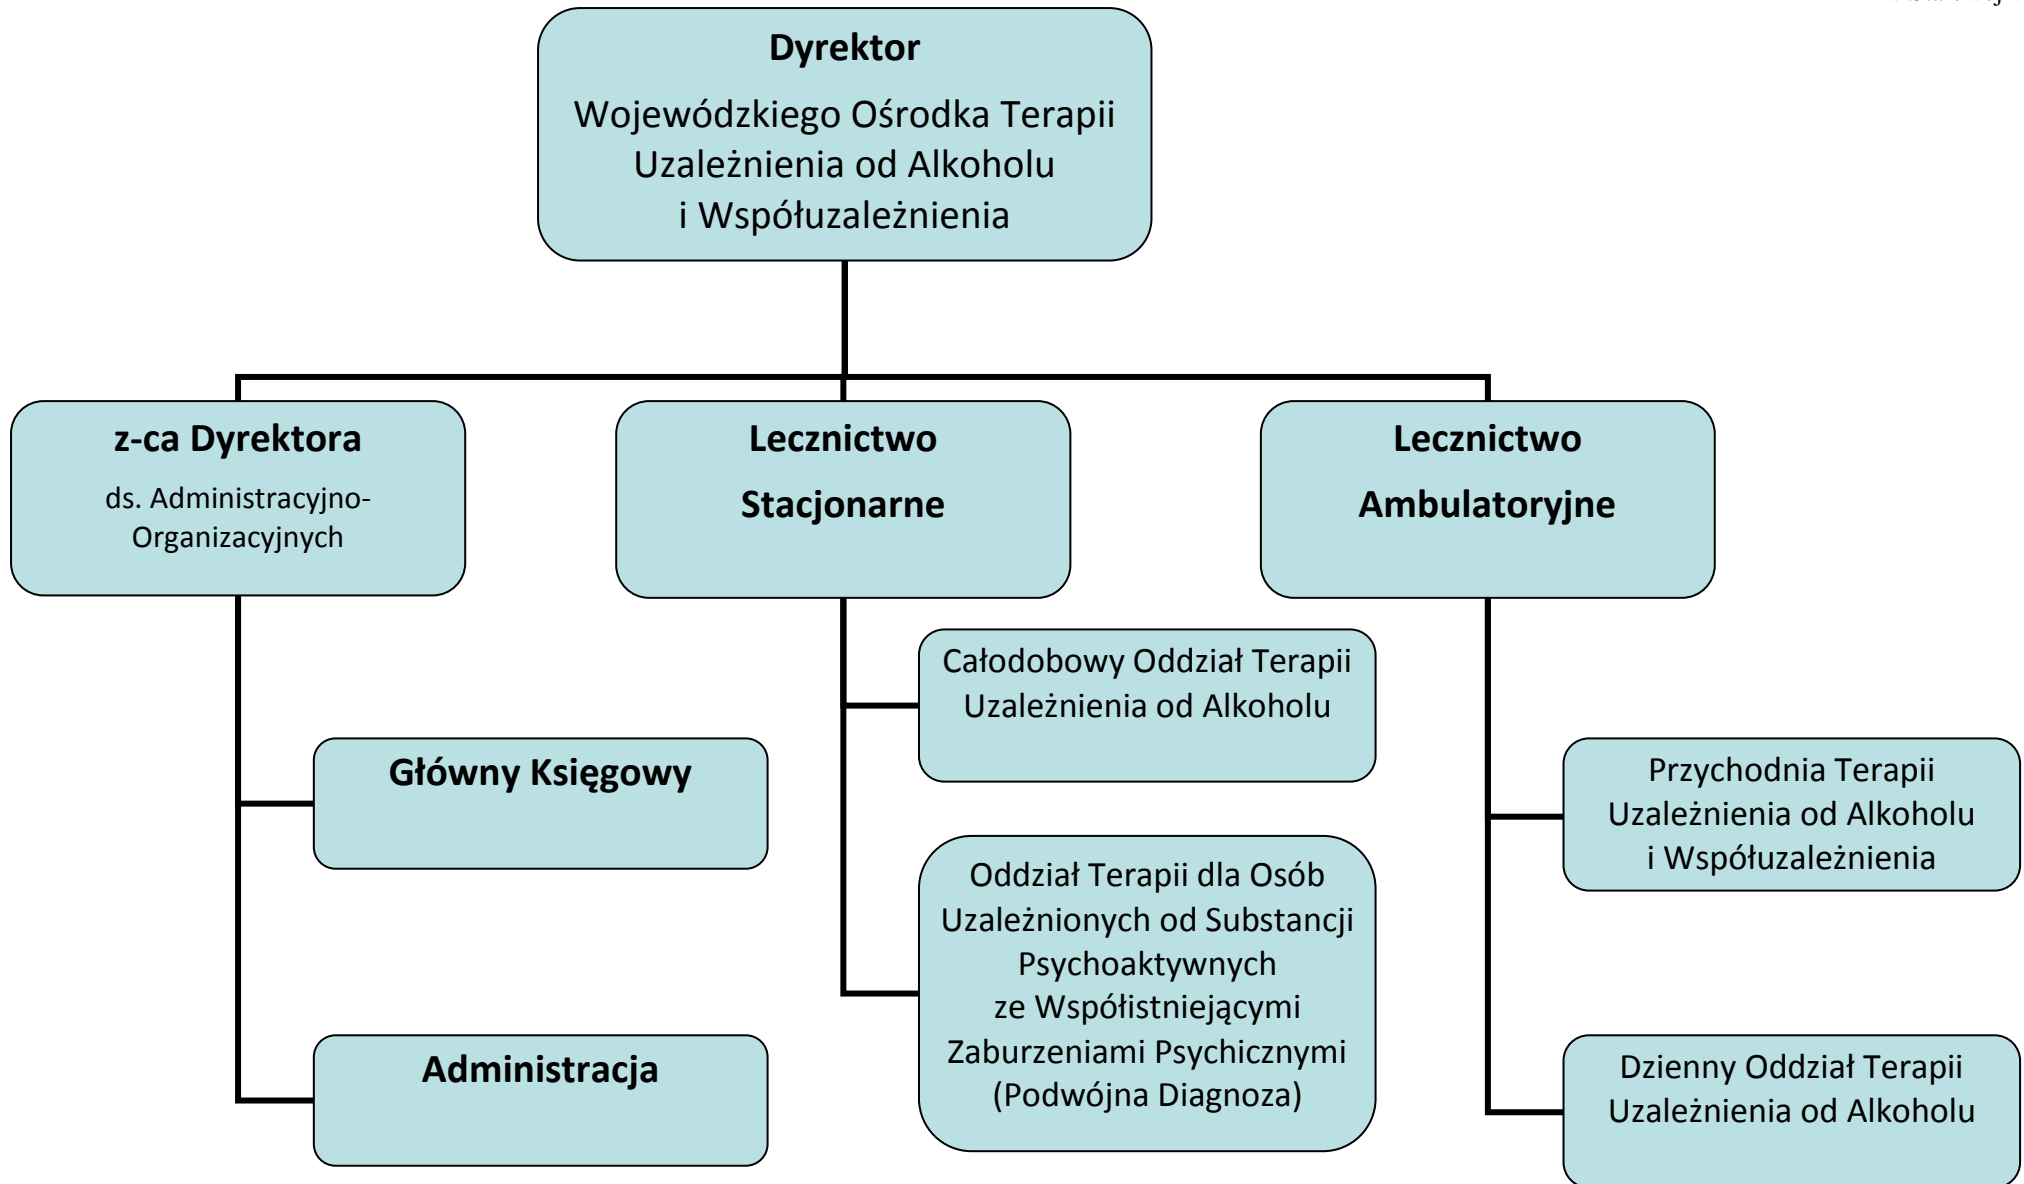 Dyrektor
Wojewódzkiego Ośrodka Terapii
Uzależnienia od Alkoholu
i Współuzależnienia
z-ca Dyrektora
ds. Administracyjno-
Organizacyjnych
Główny Księgowy
Administracja
Lecznictwo
Stacjonarne
Całodobowy Oddział Terapii
Uzależnienia od Alkoholu
Oddział Terapii dla Osób
Uzależnionych od Substancji
Psychoaktywnych
ze Współistniejącymi
Zaburzeniami Psychicznymi
(Podwójna Diagnoza)
Lecznictwo
Ambulatoryjne
Przychodnia Terapii
Uzależnienia od Alkoholu
i Współuzależnienia
Dzienny Oddział Terapii
Uzależnienia od Alkoholu